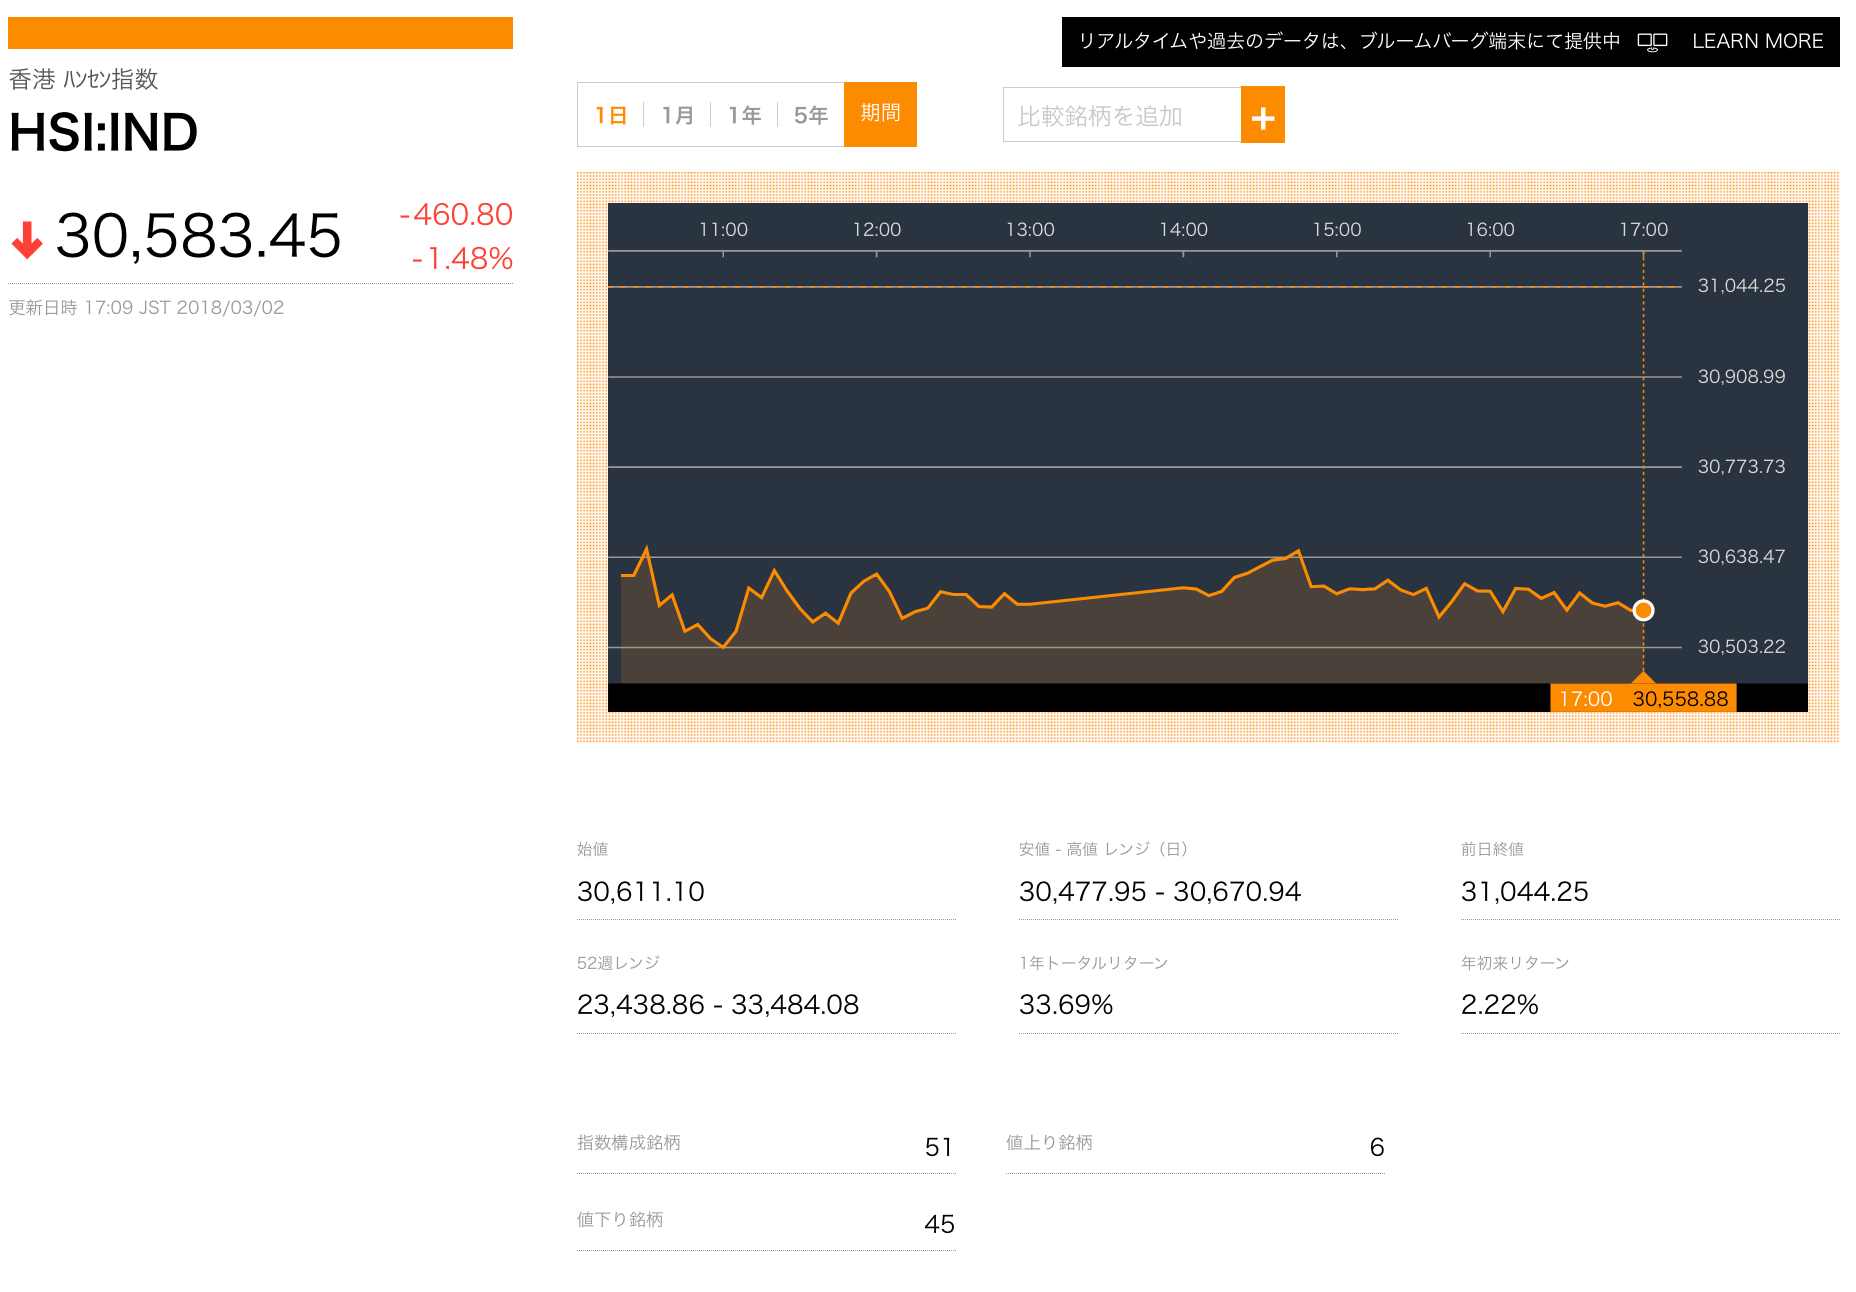 リアルタイムや過去のデータは、ブルームバーグ端末にて提供中 LEARN MORE
香港 ﾊﾝｾﾝ指数
HSI:IND
30,583.45
-460.80
-1.48%
更新日時 17:09 JST 2018/03/02
1日 1月 1年 5年 期間
比較銘柄を追加 +
11:00 12:00 13:00 14:00 15:00 16:00 17:00
31,044.25
30,908.99
30,773.73
30,638.47
30,503.22
17:00 30,558.88
始値 安値 - 高値 レンジ（日） 前日終値
30,611.10 30,477.95 - 30,670.94 31,044.25
52週レンジ 1年トータルリターン 年初来リターン
23,438.86 - 33,484.08 33.69% 2.22%
指数構成銘柄 51 値上り銘柄 6
値下り銘柄 45